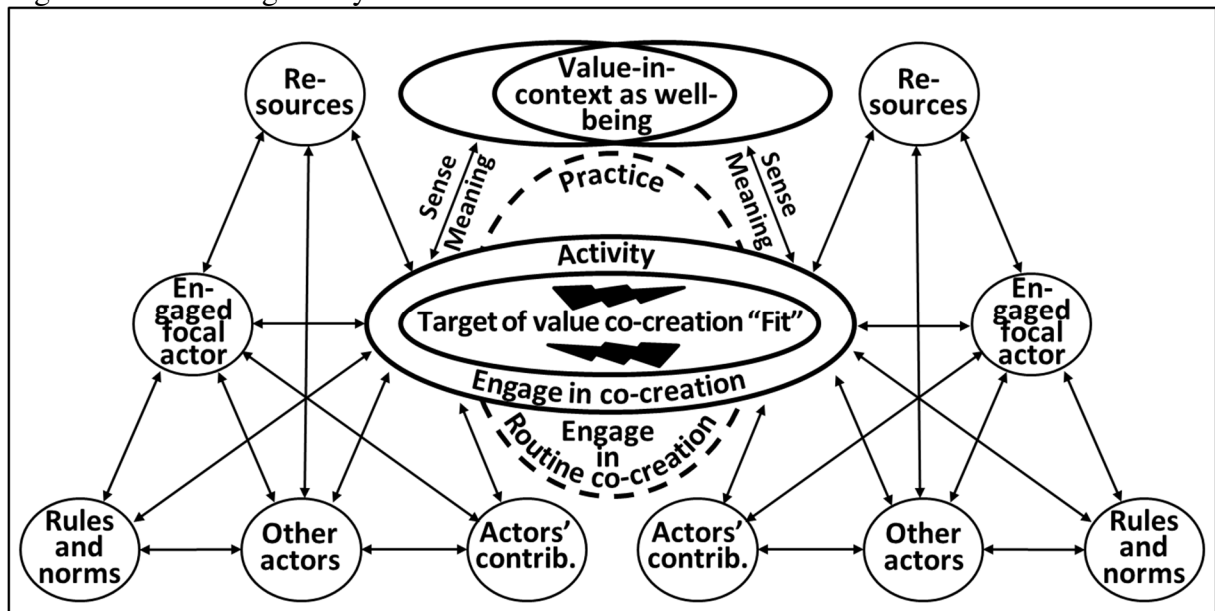 Re-
sources
Value-in-
context as well-
being
Re-
sources
Sense
Meaning
Practice
Sense
Meaning
Activity
En-
gaged
focal
actor
Target of value co-creation “Fit”
En-
gaged
focal
actor
Engage in co-creation
Engage
in
Routine co-creation
Rules
and
norms
Other
actors
Actors’
contrib.
Actors’
contrib.
Other
actors
Rules
and
norms